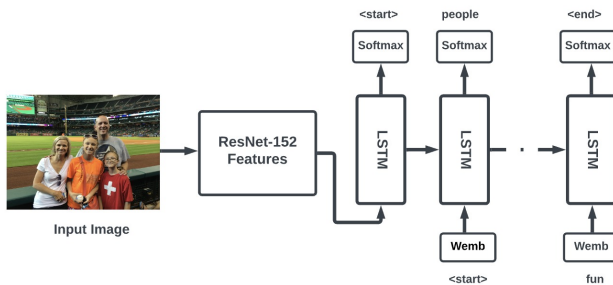 <start>
people
<end>
Softmax
Softmax
Softmax
ResNet-152
Features
LSTM
LSTM
LSTM
Input Image
Wemb
Wemb
<start>
fun